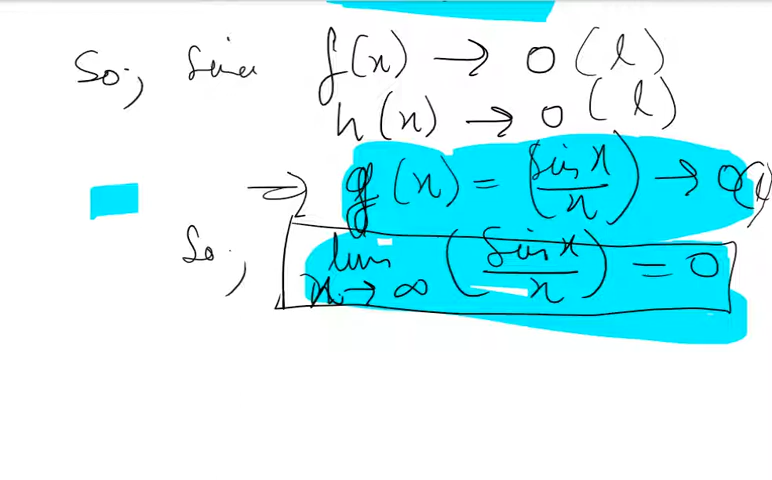 So; since f(x) → 0 (l)
h(x) → 0 (l)
⇒ g(x) = (sin x / x) → 0(l)
So; lim x→∞ (sin x / x) = 0